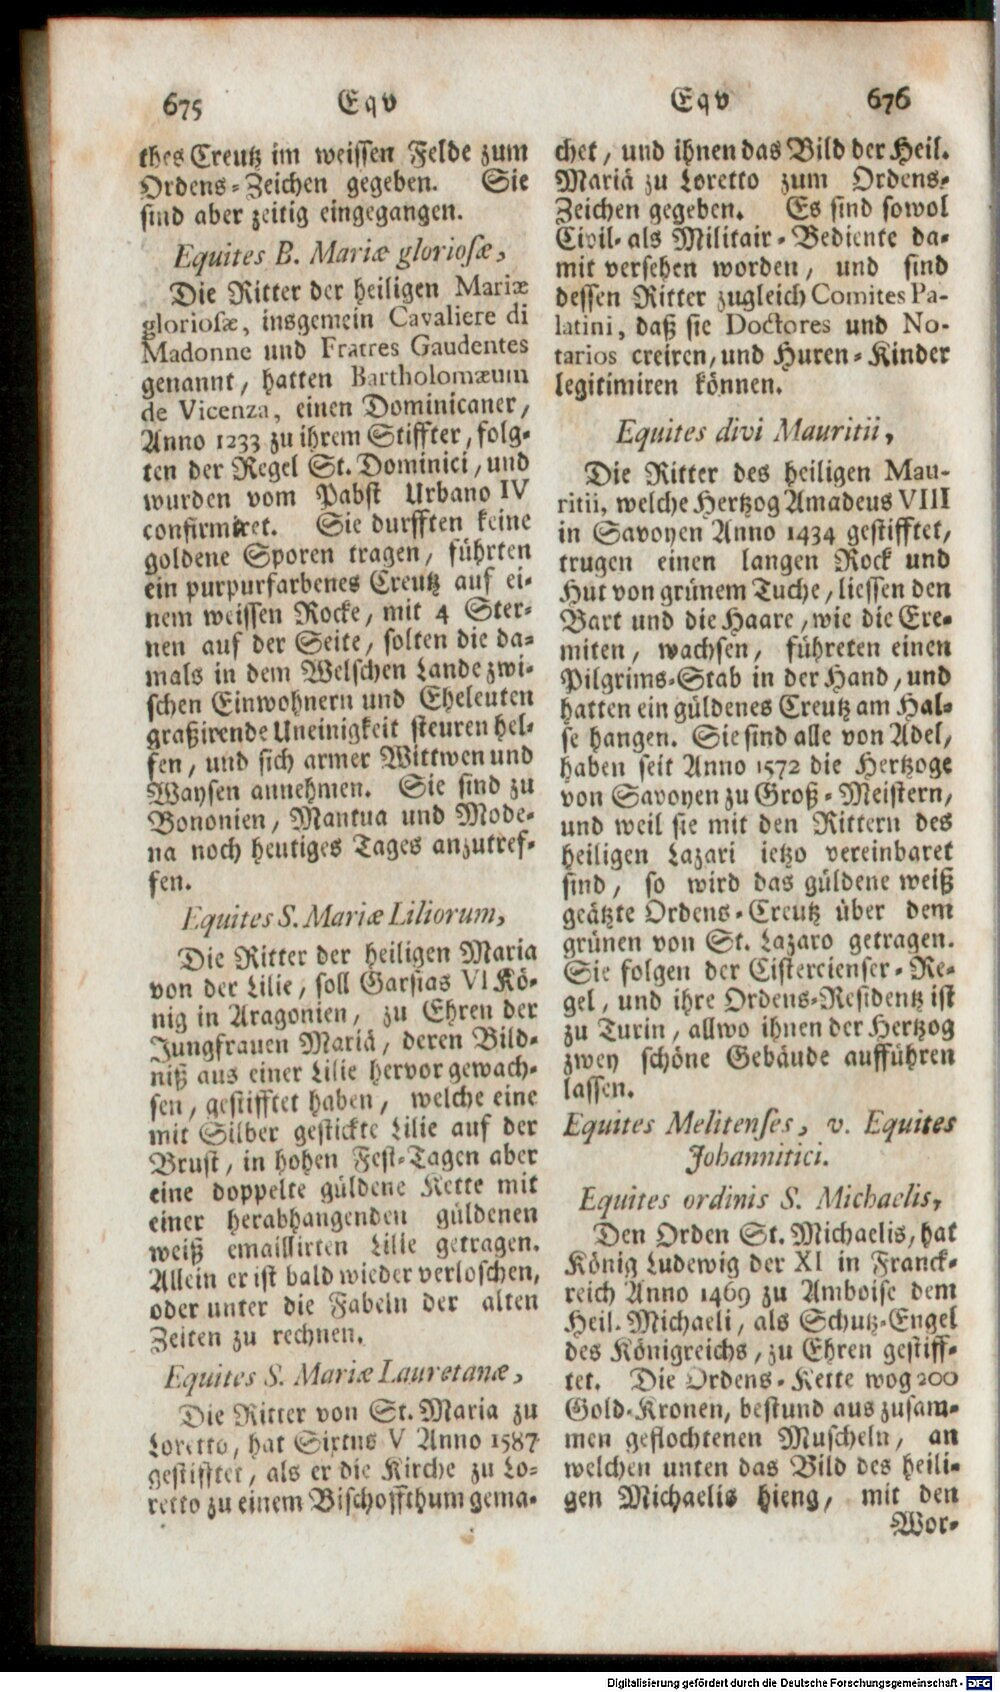 675 Eqv
thes Creutz im weissen Felde zum
Ordens-Zeichen gegeben. Sie
sind aber zeitig eingegangen.
Equites B. Mariæ gloriosæ,
Die Ritter der heiligen Mariæ
gloriosæ, insgemein Cavaliere di
Madonne und Fratres Gaudentes
genannt, hatten Bartholomæum
de Vicenza, einen Dominicaner,
Anno 1233 zu ihrem Stiffter, folg-
ten der Regel St. Dominici, und
wurden vom Pabst Urbano IV
confirmiret. Sie durfften keine
goldene Sporen tragen, führten
ein purpurfarbenes Creutz auf ei-
nem weissen Rocke, mit 4 Ster-
nen auf der Seite, solten die da-
mals in dem Welschen Lande zwi-
schen Einwohnern und Eheleuten
graßirende Uneinigkeit steuren hel-
fen, und sich armer Wittwen und
Waysen annehmen. Sie sind zu
Bononien, Mantua und Mode-
na noch heutiges Tages anzutref-
fen.
Equites S. Mariæ Liliorum,
Die Ritter der heiligen Maria
von der Lilie, soll Garsias VI Kö-
nig in Aragonien, zu Ehren der
Jungfrauen Mariä, deren Bild-
niß aus einer Lilie hervor gewach-
sen, gestifftet haben, welche eine
mit Silber gestickte Lilie auf der
Brust, in hohen Fest-Tagen aber
eine doppelte güldene Kette mit
einer herabhangenden güldenen
weiß emaillirten Lilie getragen.
Allein er ist bald wieder verloschen,
oder unter die Fabeln der alten
Zeiten zu rechnen.
Equites S. Mariæ Lauretanæ,
Die Ritter von St. Maria zu
Loretto, hat Sixtus V Anno 1587
gestifftet, als er die Kirche zu Lo-
retto zu einem Bischoffthum gema-
Eqv 676
chet, und ihnen das Bild der Heil.
Mariä zu Loretto zum Ordens-
Zeichen gegeben. Es sind sowol
Civil- als Militair-Bediente da-
mit versehen worden, und sind
dessen Ritter zugleich Comites Pa-
latini, daß sie Doctores und No-
tarios creiren, und Huren-Kinder
legitimiren können.
Equites divi Mauritii,
Die Ritter des heiligen Mau-
ritii, welche Hertzog Amadeus VIII
in Savoyen Anno 1434 gestifftet,
trugen einen langen Rock und
Hut von grünem Tuche, liessen den
Bart und die Haare, wie die Ere-
miten, wachsen, führeten einen
Pilgrims-Stab in der Hand, und
hatten ein güldenes Creutz am Hal-
se hangen. Sie sind alle von Adel,
haben seit Anno 1572 die Hertzoge
von Savoyen zu Groß-Meistern,
und weil sie mit den Rittern des
heiligen Lazari ietzo vereinbaret
sind, so wird das güldene weiß
geätzte Ordens-Creutz über dem
grünen von St. Lazaro getragen.
Sie folgen der Cistercienser-Re-
gel, und ihre Ordens-Residentz ist
zu Turin, allwo ihnen der Hertzog
zwey schöne Gebäude aufführen
lassen.
Equites Melitenses, v. Equites
Johannitici.
Equites ordinis S. Michaelis,
Den Orden St. Michaelis, hat
König Ludewig der XI in Franck-
reich Anno 1469 zu Amboise dem
Heil. Michaeli, als Schutz-Engel
des Königreichs, zu Ehren gestiff-
tet. Die Ordens-Kette wog 200
Gold-Kronen, bestund aus zusam-
men geflochtenen Muscheln, an
welchen unten das Bild des heili-
gen Michaelis hieng, mit den
Wor-
Digitalisierung gefördert durch die Deutsche Forschungsgemeinschaft - DFG